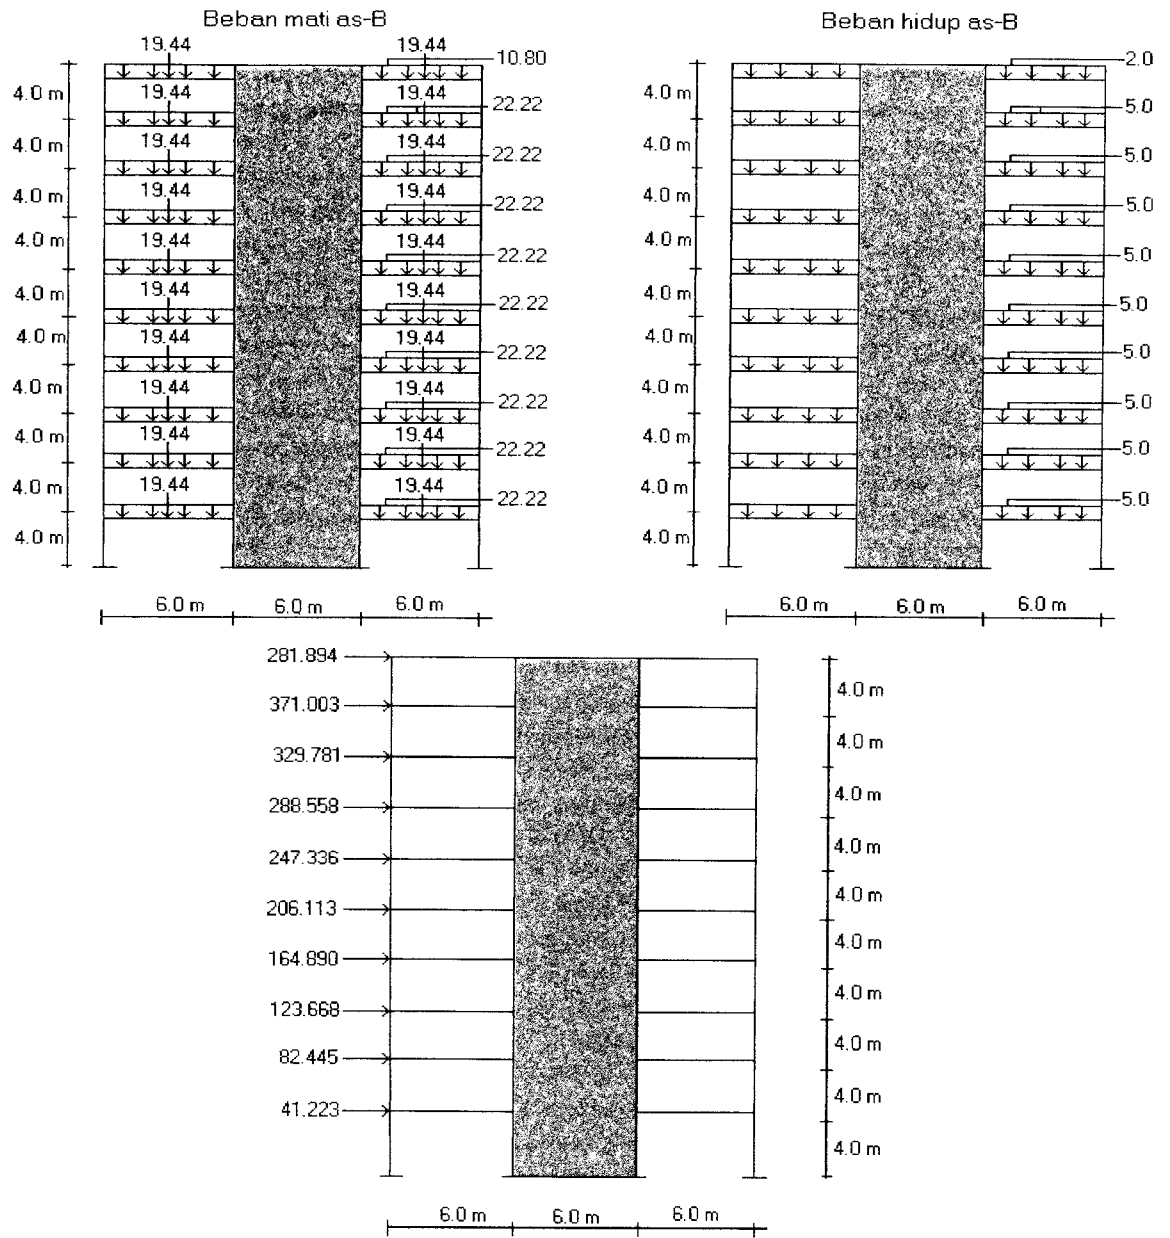 Beban mati as-B
19.44 19.44
10.80
4.0 m 19.44 19.44 22.22
4.0 m 19.44 19.44 22.22
4.0 m 19.44 19.44 22.22
4.0 m 19.44 19.44 22.22
4.0 m 19.44 19.44 22.22
4.0 m 19.44 19.44 22.22
4.0 m 19.44 19.44 22.22
4.0 m 19.44 19.44 22.22
4.0 m 19.44 19.44 22.22
4.0 m
6.0 m 6.0 m 6.0 m
Beban hidup as-B
2.0
4.0 m 5.0
4.0 m 5.0
4.0 m 5.0
4.0 m 5.0
4.0 m 5.0
4.0 m 5.0
4.0 m 5.0
4.0 m 5.0
4.0 m 5.0
4.0 m
6.0 m 6.0 m 6.0 m
281.894
4.0 m
371.003
4.0 m
329.781
4.0 m
288.558
4.0 m
247.336
4.0 m
206.113
4.0 m
164.890
4.0 m
123.668
4.0 m
82.445
4.0 m
41.223
4.0 m
6.0 m 6.0 m 6.0 m